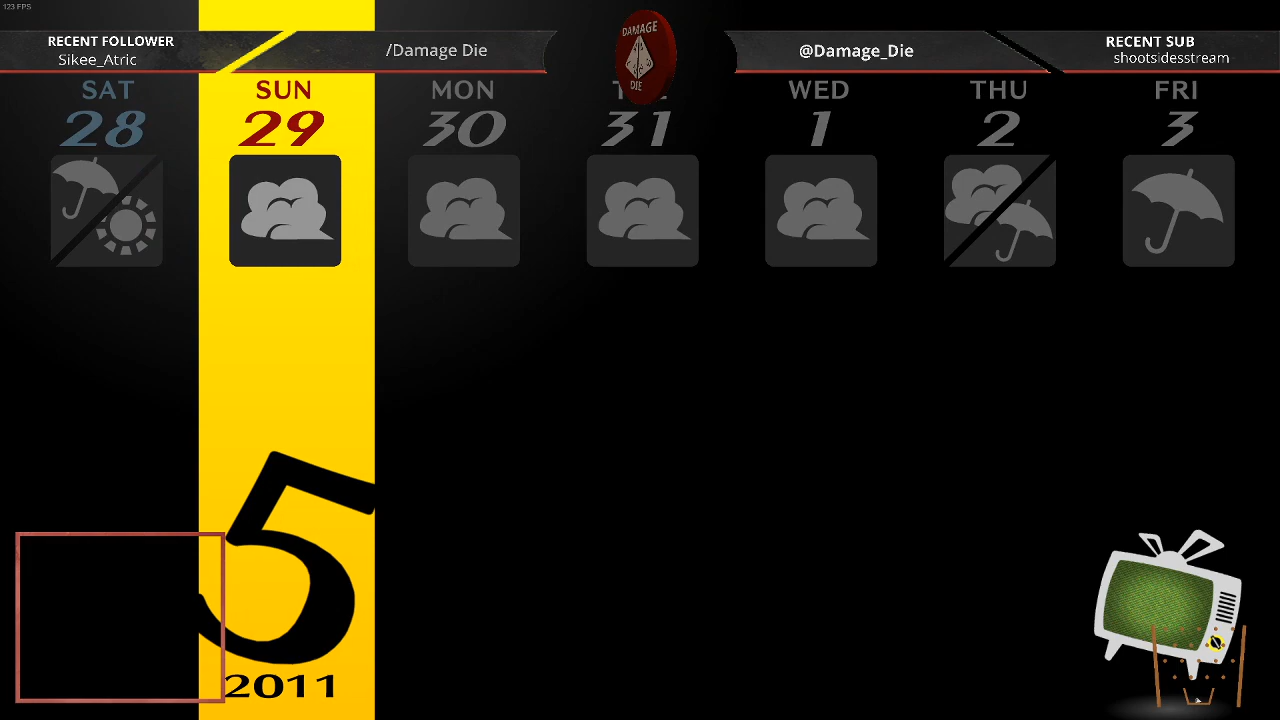 123 FPS
RECENT FOLLOWER
Sikee_Atric
/Damage Die
DAMAGE
DIE
@Damage_Die
RECENT SUB
shootsidesstream
SAT SUN MON WED THU FRI
28 29 30 31 1 2 3
5
2011